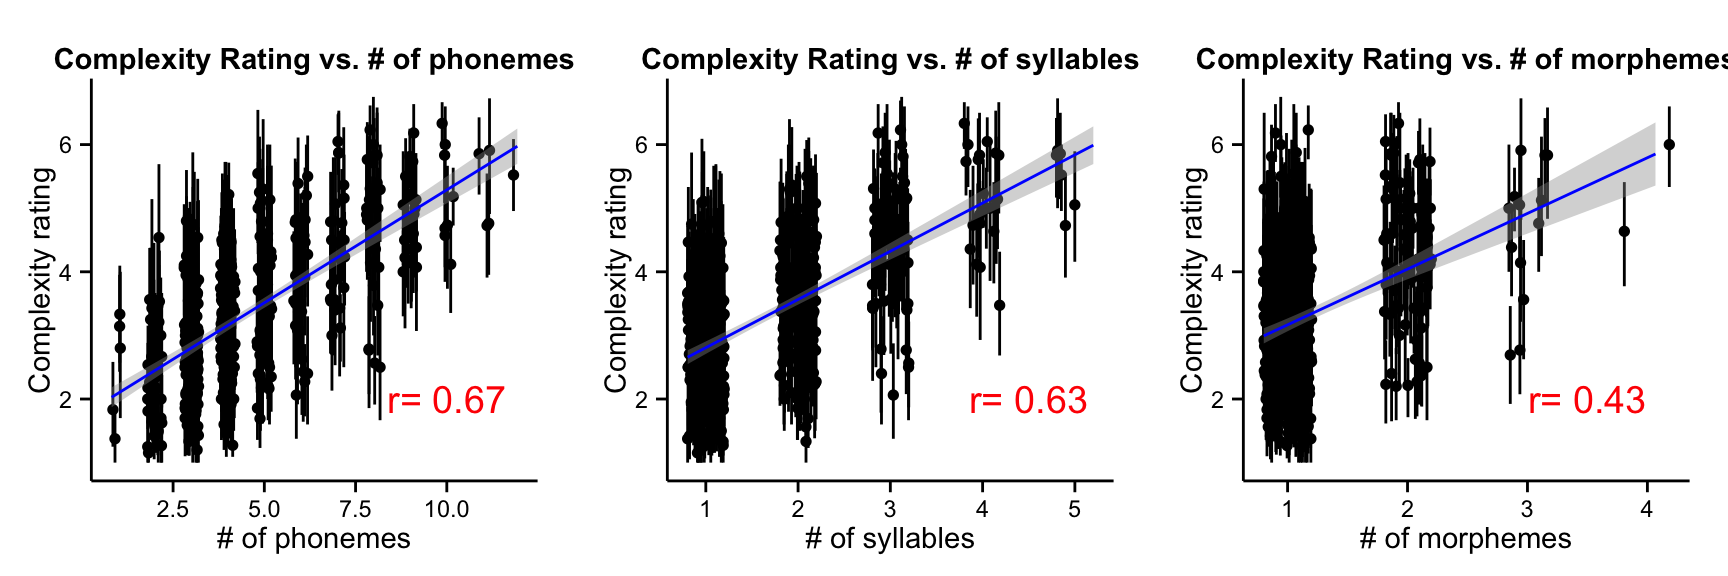 Complexity Rating vs. # of phonemes
Complexity rating
6
4
2
r= 0.67
2.5 5.0 7.5 10.0
# of phonemes
Complexity Rating vs. # of syllables
Complexity rating
6
4
2
r= 0.63
1 2 3 4 5
# of syllables
Complexity Rating vs. # of morphemes
Complexity rating
6
4
2
r= 0.43
1 2 3 4
# of morphemes